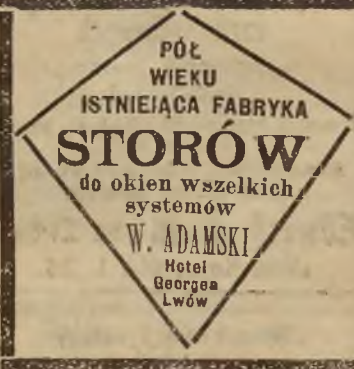 PÓŁ
WIEKU
ISTNIEJĄCA FABRYKA
STORÓW
do okien wszelkich
systemów
W. ADAMSKI
Hotel
Georgea
Lwów